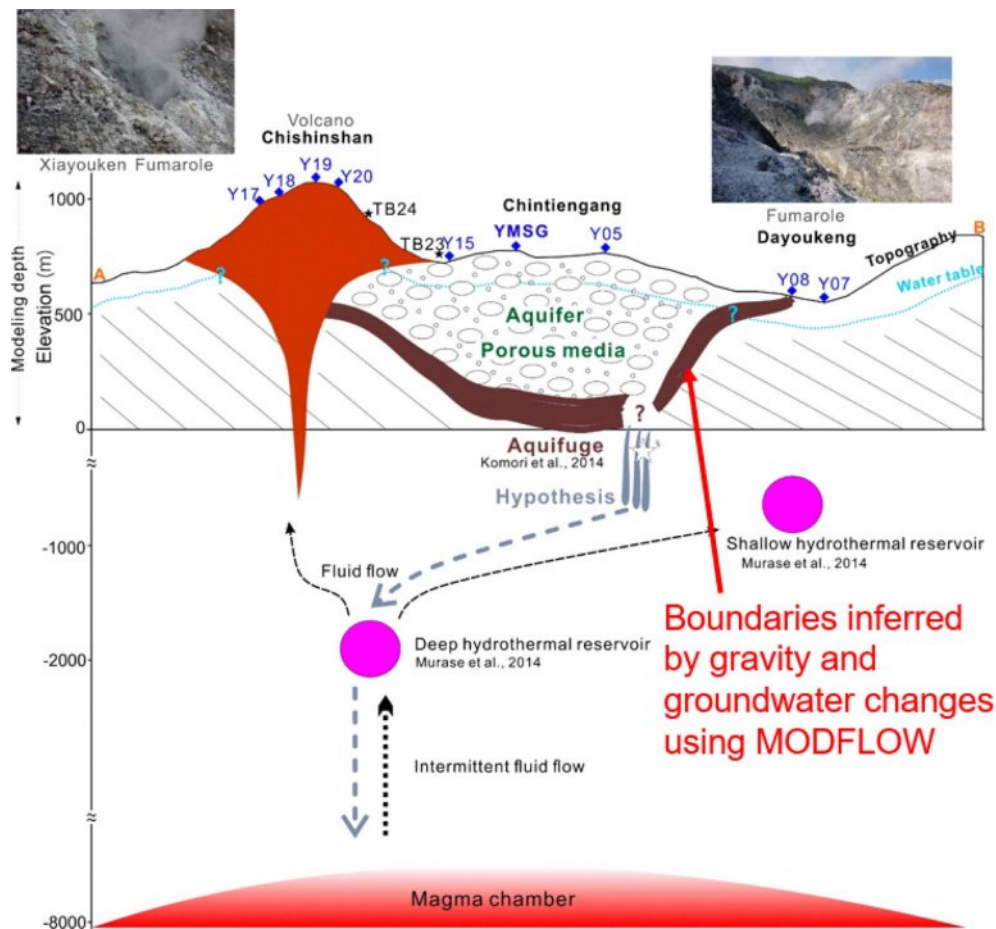 Volcano
Chishinshan
Xiayouken Fumarole
Y19
Y18
Y20
Y17
TB24
1000
Chintiengang
Fumarole
Dayoukeng
B
TB23
Y15
YMSG
Y05
Topography
A
?
?
Y08
Y07
Water table
Modeling depth
Elevation (m)
500
Aquifer
?
Porous media
0
?
Aquifuge
Komori et al., 2014
Hypothesis
≈
≈
-1000
Shallow hydrothermal reservoir
Murase et al., 2014
Fluid flow
Boundaries inferred
by gravity and
groundwater changes
using MODFLOW
Deep hydrothermal reservoir
Murase et al., 2014
-2000
Intermittent fluid flow
≈
≈
Magma chamber
-8000